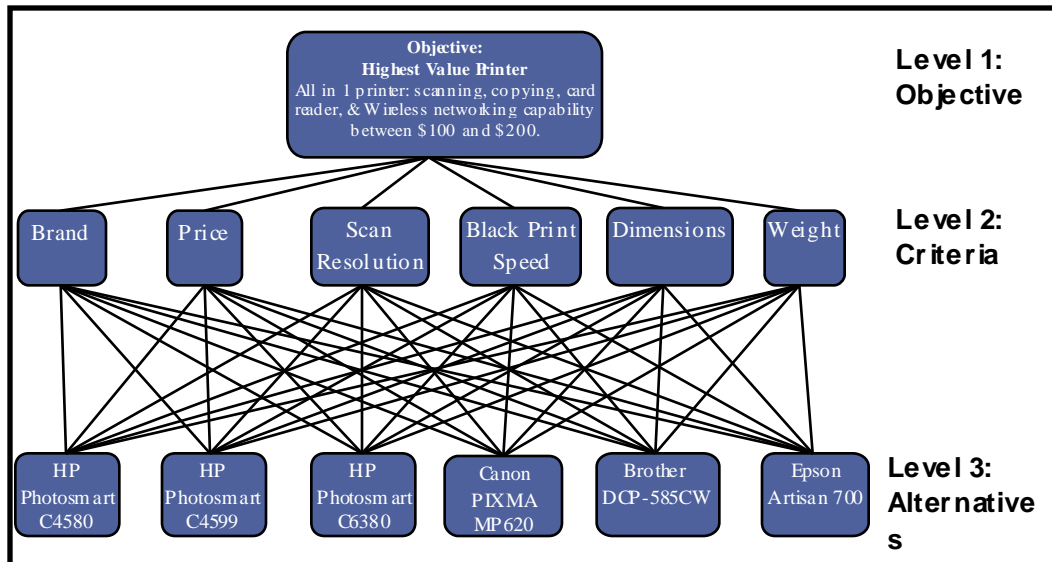 Objective:
Highest Value Printer
All in 1 printer: scanning, copying, card
reader, & Wireless networking capability
between $100 and $200.
Level 1:
Objective
Brand
Price
Scan
Resolution
Black Print
Speed
Dimensions
Weight
Level 2:
Criteria
HP
Photosmart
C4580
HP
Photosmart
C4599
HP
Photosmart
C6380
Canon
PIXMA
MP620
Brother
DCP-585CW
Epson
Artisan 700
Level 3:
Alternative
s